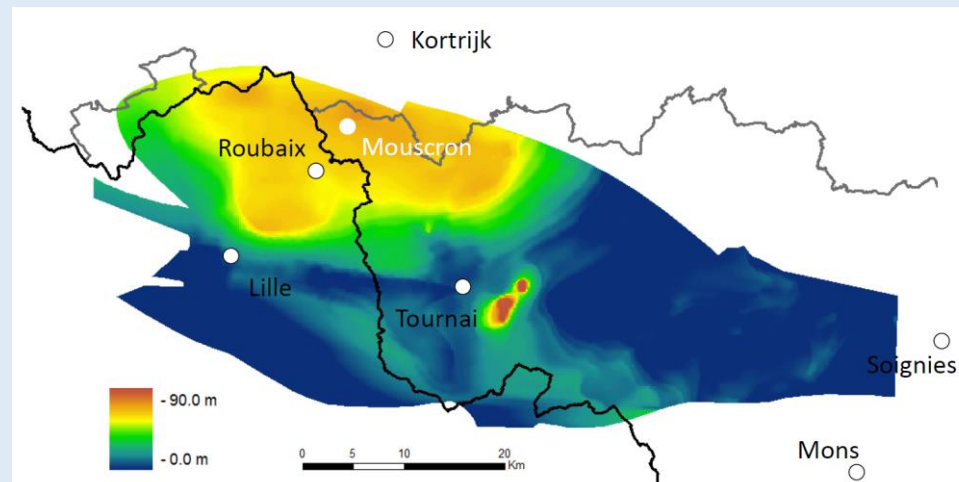 Kortrijk
Roubaix
Mouscron
Lille
Tournai
Soignies
Mons
- 90.0 m
- 0.0 m
0 5 10 20
Km